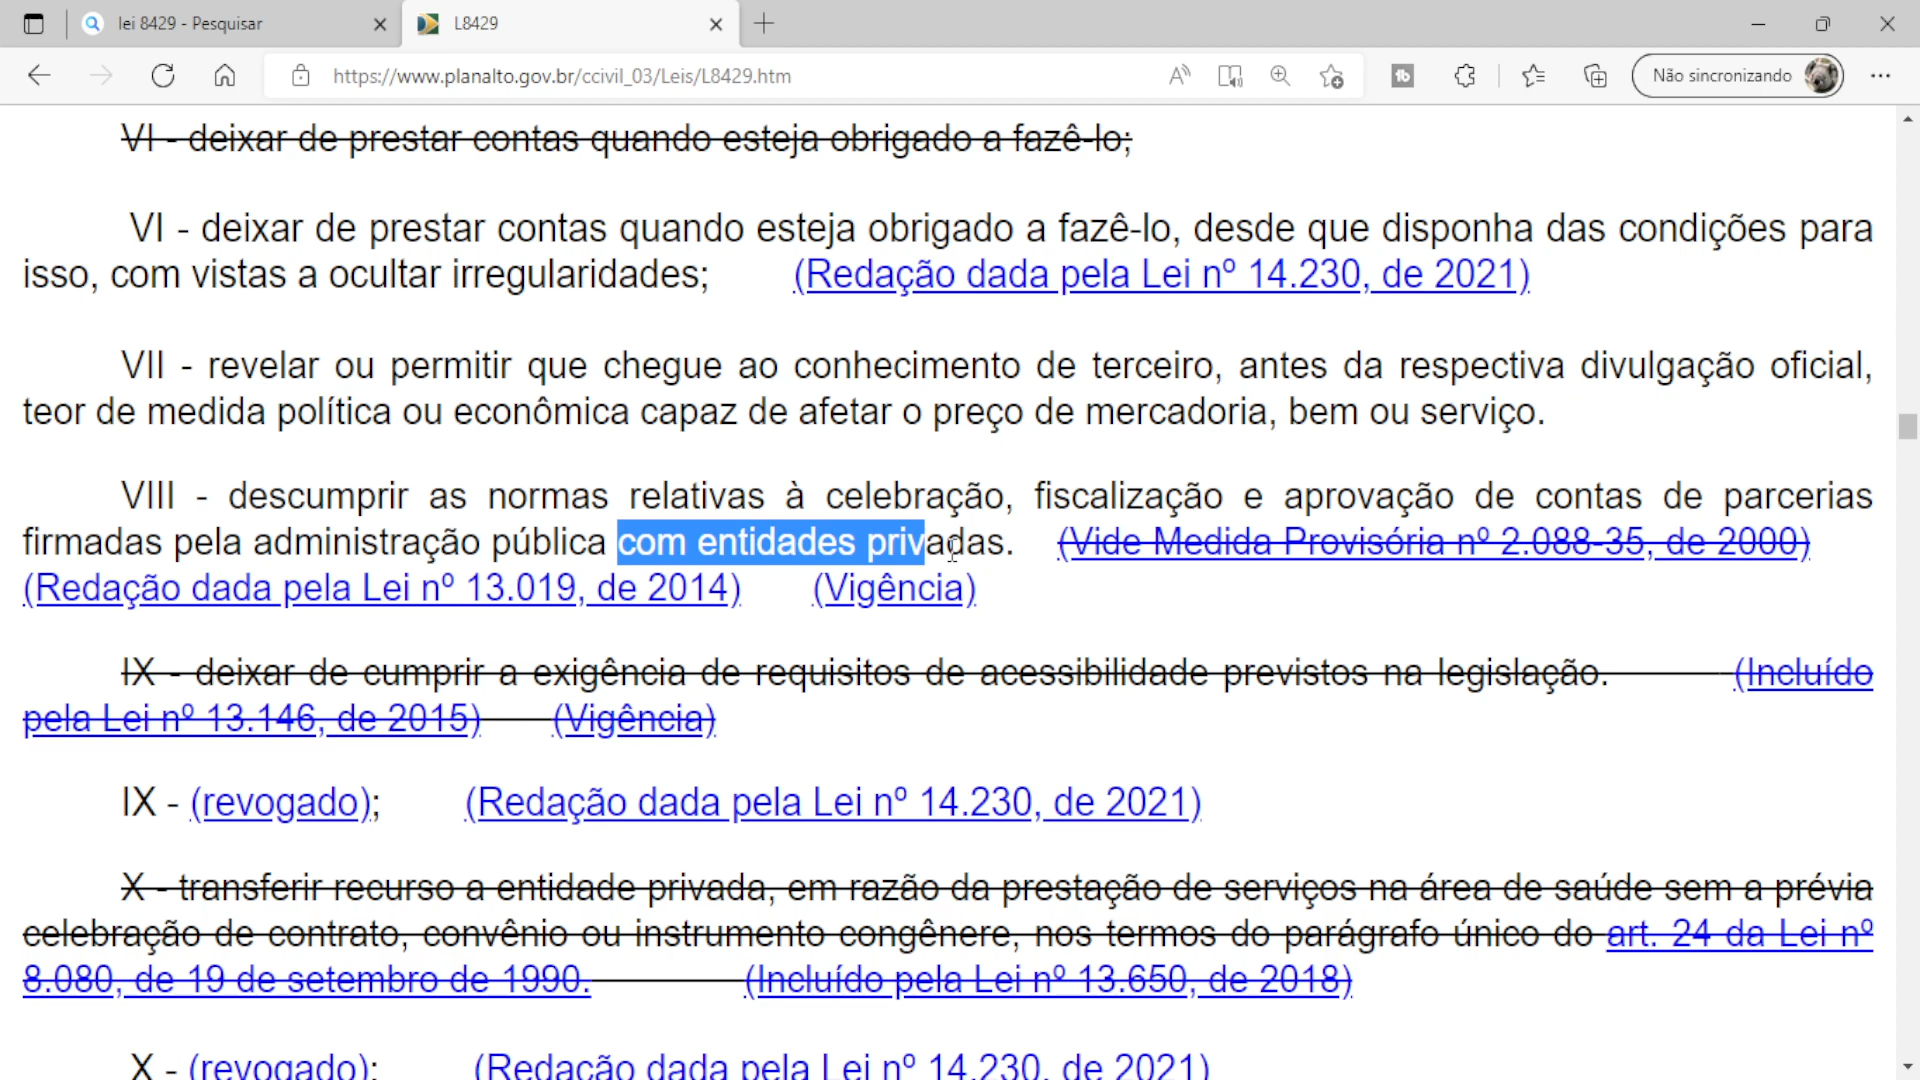 lei 8429 - Pesquisar
L8429
https://www.planalto.gov.br/ccivil_03/Leis/L8429.htm
Não sincronizando
VI - deixar de prestar contas quando esteja obrigado a fazê-lo;
VI - deixar de prestar contas quando esteja obrigado a fazê-lo, desde que disponha das condições para
isso, com vistas a ocultar irregularidades; (Redação dada pela Lei nº 14.230, de 2021)
VII - revelar ou permitir que chegue ao conhecimento de terceiro, antes da respectiva divulgação oficial,
teor de medida política ou econômica capaz de afetar o preço de mercadoria, bem ou serviço.
VIII - descumprir as normas relativas à celebração, fiscalização e aprovação de contas de parcerias
firmadas pela administração pública com entidades privadas. (Vide Medida Provisória nº 2.088-35, de 2000)
(Redação dada pela Lei nº 13.019, de 2014) (Vigência)
IX - deixar de cumprir a exigência de requisitos de acessibilidade previstos na legislação. (Incluído
pela Lei nº 13.146, de 2015) (Vigência)
IX - (revogado); (Redação dada pela Lei nº 14.230, de 2021)
X - transferir recurso a entidade privada, em razão da prestação de serviços na área de saúde sem a prévia
celebração de contrato, convênio ou instrumento congênere, nos termos do parágrafo único do art. 24 da Lei nº
8.080, de 19 de setembro de 1990. (Incluído pela Lei nº 13.650, de 2018)
X - (revogado); (Redação dada pela Lei nº 14.230, de 2021)